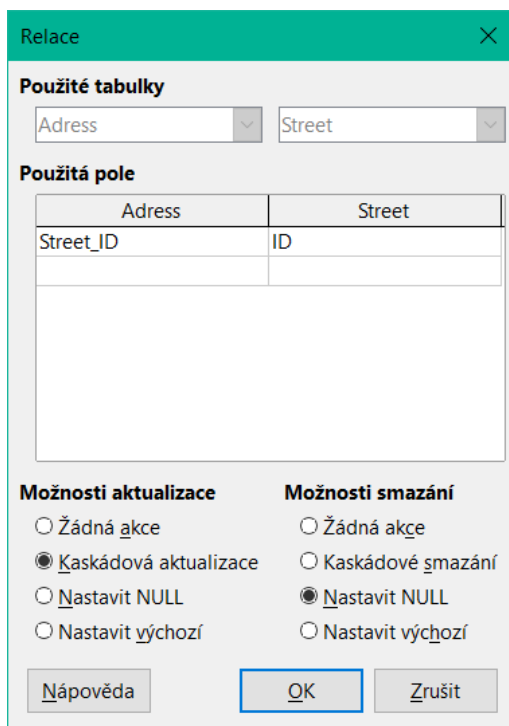 Relace
Použité tabulky
Adress Street
Použitá pole
Adress Street
Street_ID ID
Možnosti aktualizace Možnosti smazání
Žádná akce Žádná akce
Kaskádová aktualizace Kaskádové smazání
Nastavit NULL Nastavit NULL
Nastavit výchozí Nastavit výchozí
Nápověda OK Zrušit